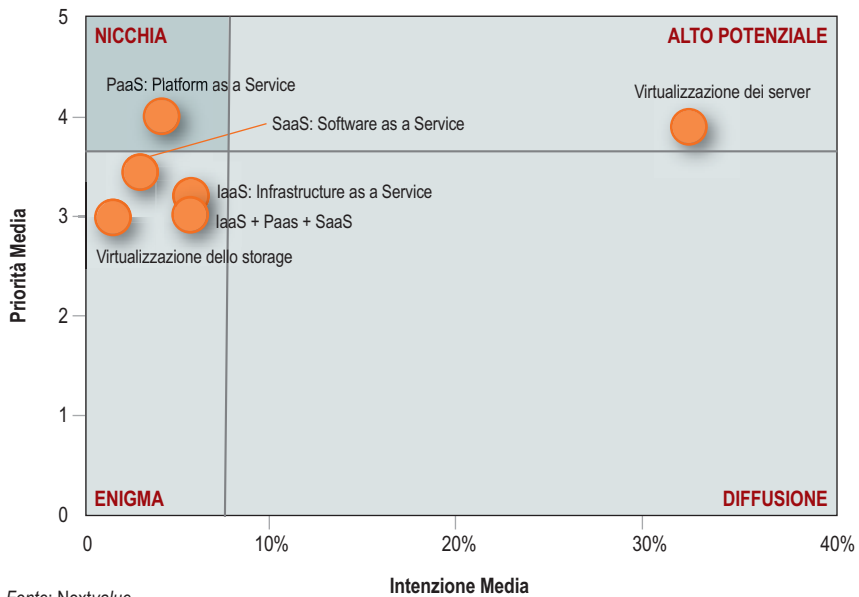 5
NICCHIA
ALTO POTENZIALE
PaaS: Platform as a Service
Virtualizzazione dei server
4
SaaS: Software as a Service
IaaS: Infrastructure as a Service
3
IaaS + Paas + SaaS
Virtualizzazione dello storage
Priorità Media
2
1
ENIGMA
DIFFUSIONE
0
0
10%
20%
30%
40%
Intenzione Media
Fonte: Nextvalue